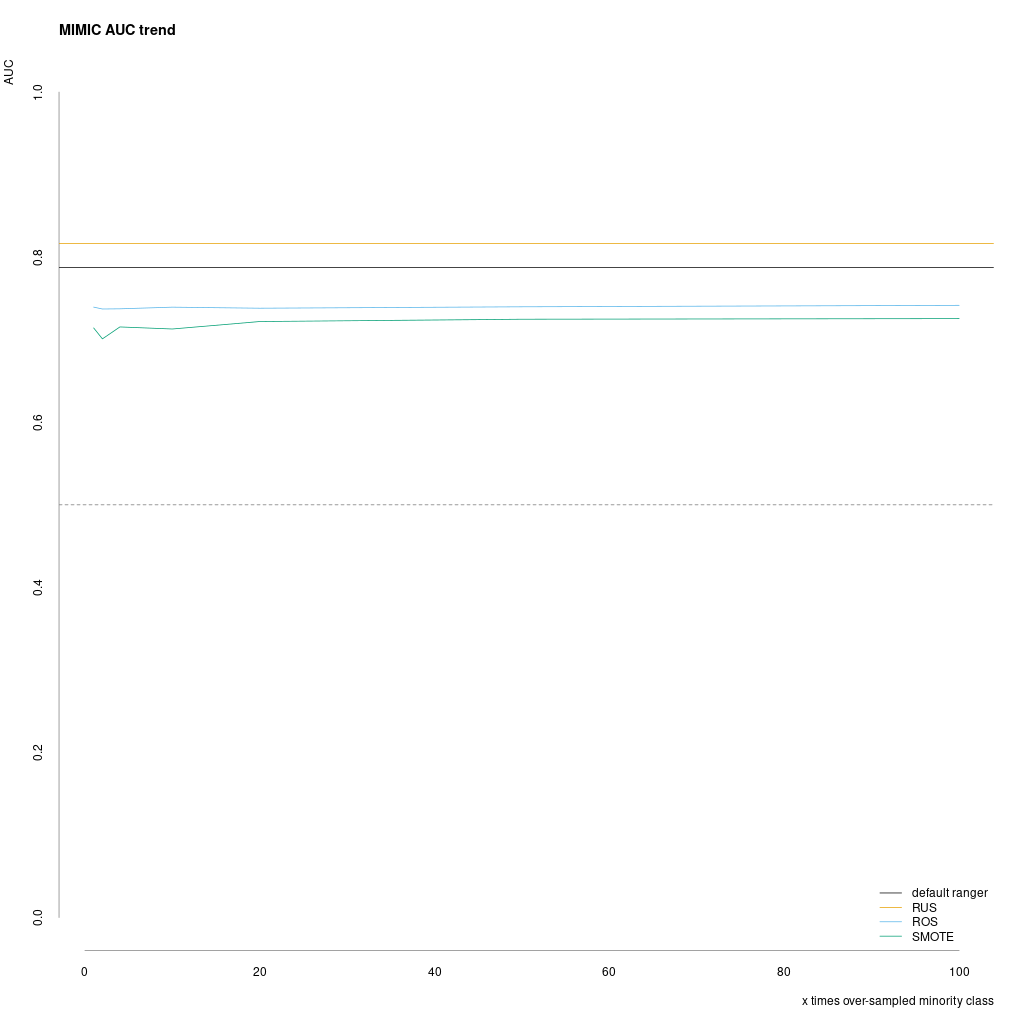 MIMIC AUC trend
AUC
1.0
0.8
0.6
0.4
0.2
0.0
default ranger
RUS
ROS
SMOTE
0 20 40 60 80 100
x times over-sampled minority class